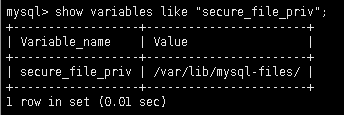 mysql> show variables like "secure_file_priv";
+------------------+-----------------------+
| Variable_name    | Value                 |
+------------------+-----------------------+
| secure_file_priv | /var/lib/mysql-files/ |
+------------------+-----------------------+
1 row in set (0.01 sec)